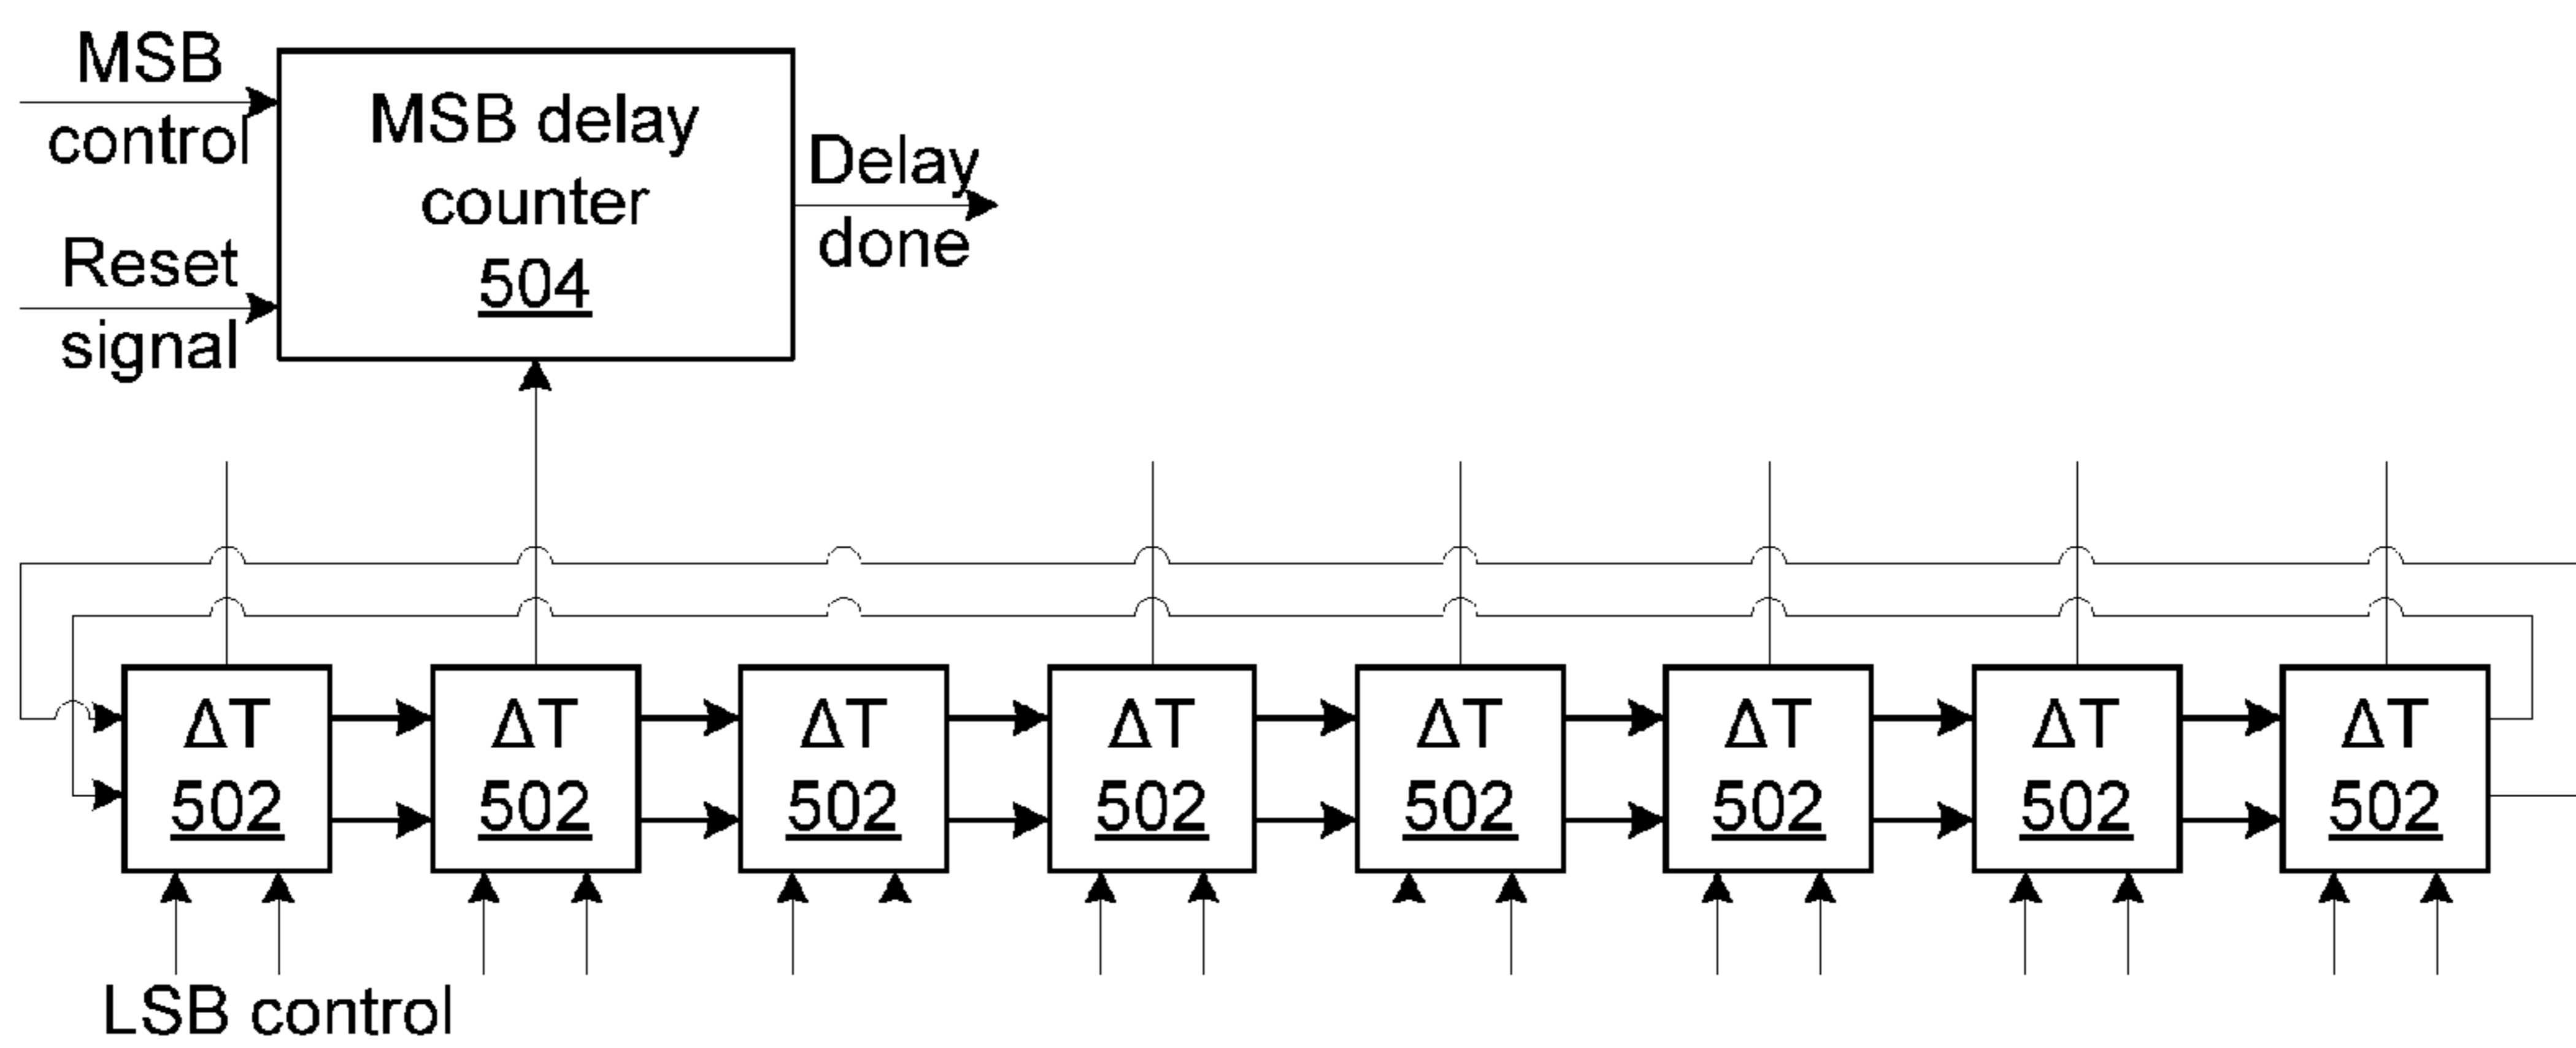 MSB
control
MSB delay
counter
504
Delay
done
Reset
signal
ΔT ΔT ΔT ΔT ΔT ΔT ΔT ΔT
502 502 502 502 502 502 502 502
LSB control